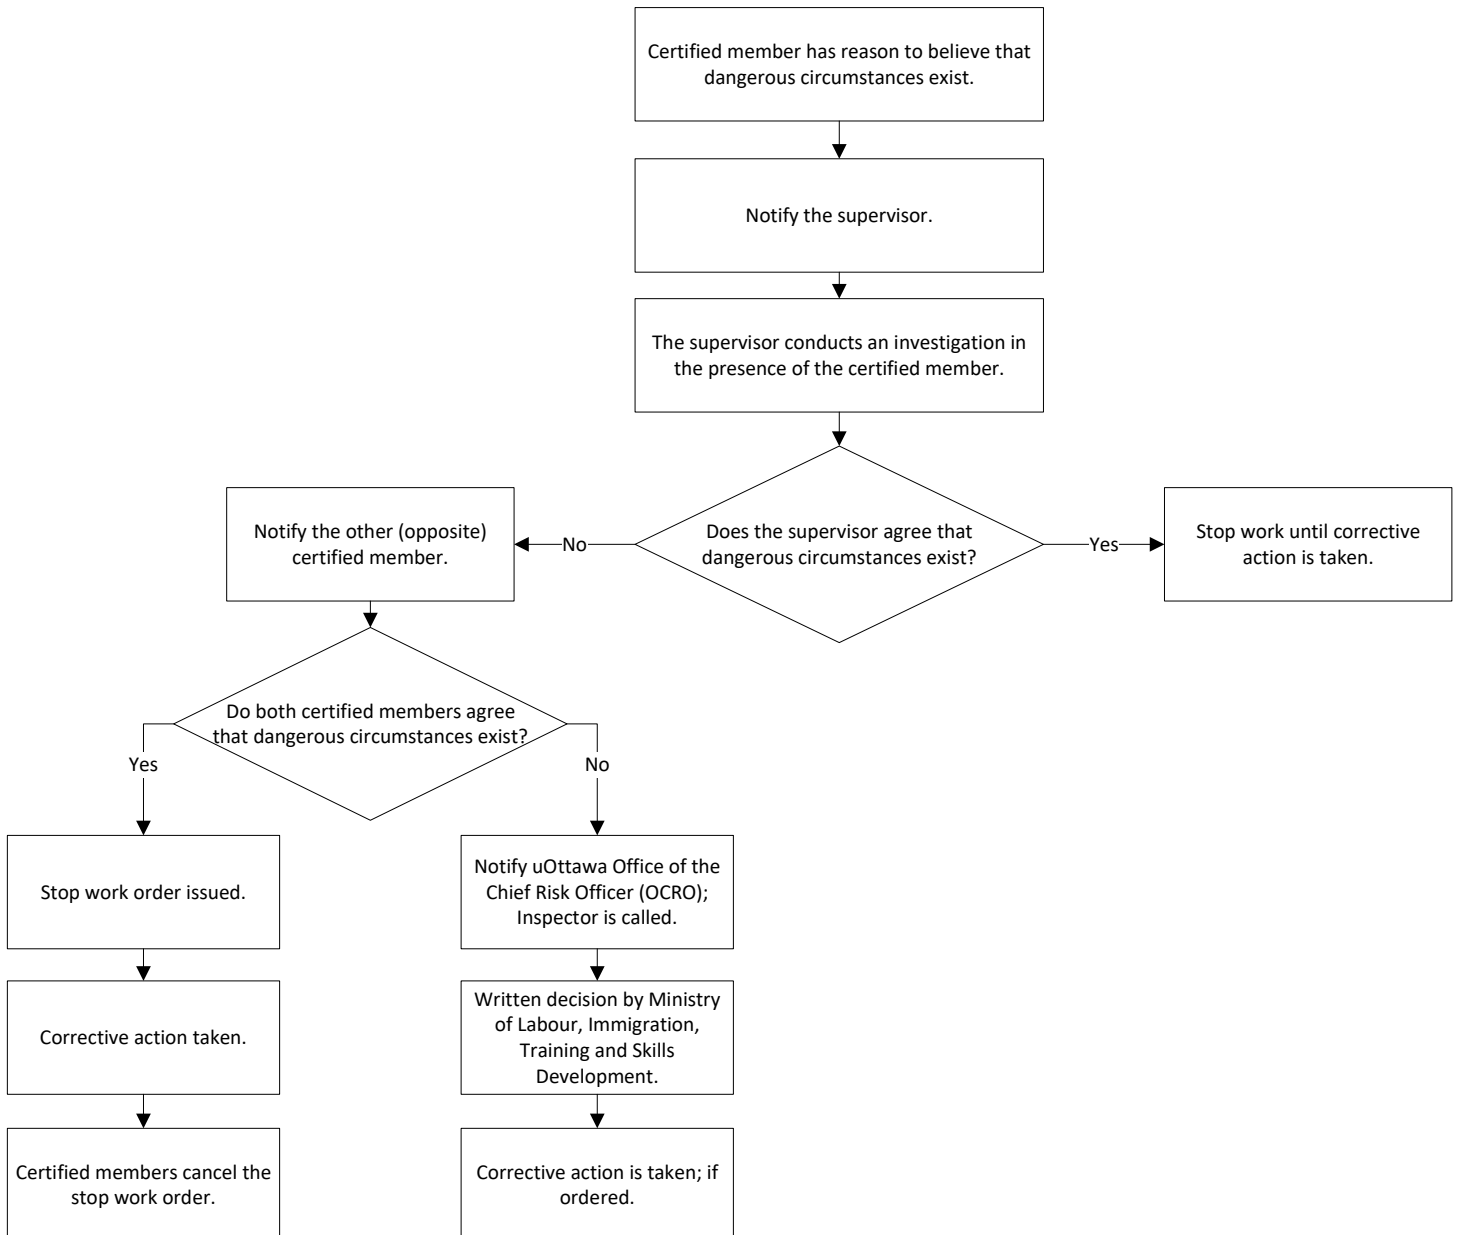 Certified member has reason to believe that
dangerous circumstances exist.
Notify the supervisor.
The supervisor conducts an investigation in
the presence of the certified member.
Does the supervisor agree that
dangerous circumstances exist?
No
Yes
Notify the other (opposite)
certified member.
Stop work until corrective
action is taken.
Do both certified members agree
that dangerous circumstances exist?
Yes
No
Stop work order issued.
Notify uOttawa Office of the
Chief Risk Officer (OCRO);
Inspector is called.
Corrective action taken.
Written decision by Ministry
of Labour, Immigration,
Training and Skills
Development.
Certified members cancel the
stop work order.
Corrective action is taken; if
ordered.